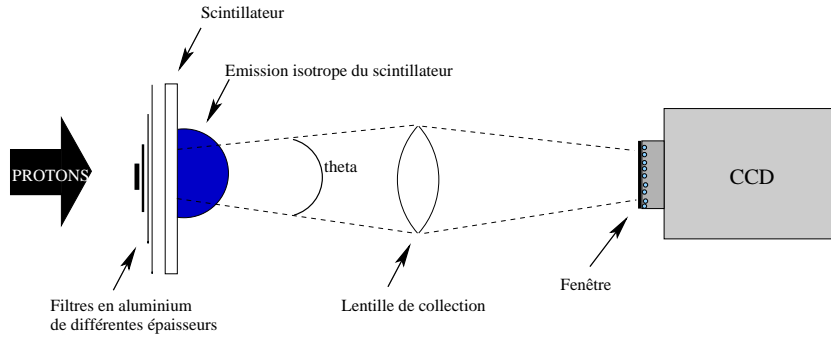 Scintillateur
Emission isotrope du scintillateur
PROTONS
theta
CCD
Filtres en aluminium
de différentes épaisseurs
Lentille de collection
Fenêtre